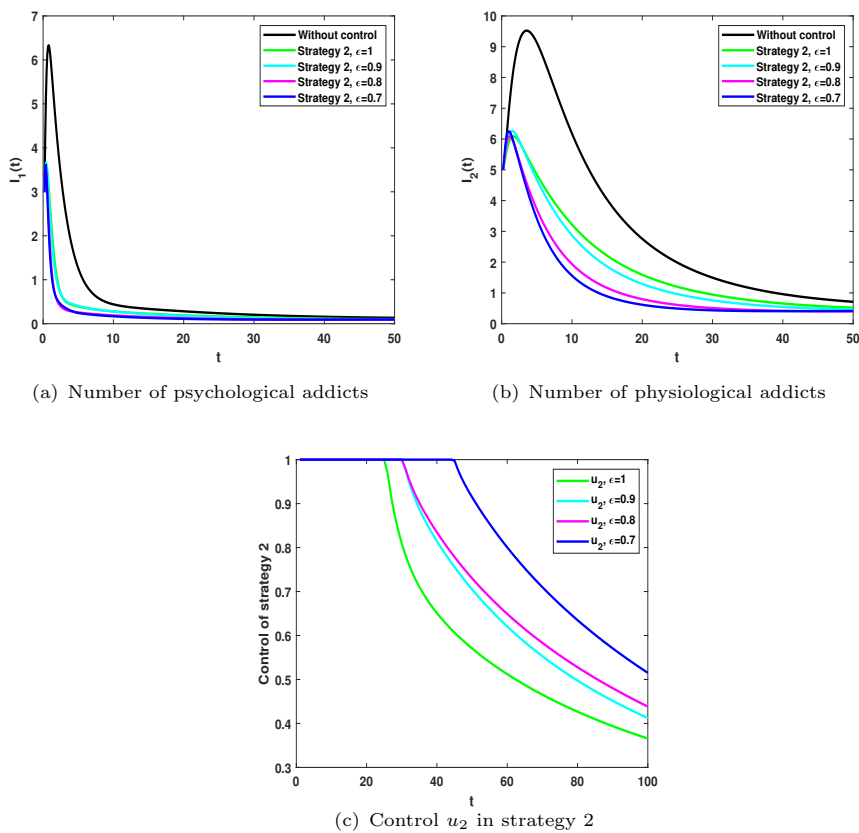 7
6
5
4
3
2
1
0
I1(t)
0 10 20 30 40 50
t
Without control
Strategy 2, ϵ=1
Strategy 2, ϵ=0.9
Strategy 2, ϵ=0.8
Strategy 2, ϵ=0.7
(a) Number of psychological addicts
10
9
8
7
6
5
4
3
2
1
0
I2(t)
0 10 20 30 40 50
t
Without control
Strategy 2, ϵ=1
Strategy 2, ϵ=0.9
Strategy 2, ϵ=0.8
Strategy 2, ϵ=0.7
(b) Number of physiological addicts
1
0.9
0.8
0.7
0.6
0.5
0.4
0.3
Control of strategy 2
0 20 40 60 80 100
t
u2, ϵ=1
u2, ϵ=0.9
u2, ϵ=0.8
u2, ϵ=0.7
(c) Control u2 in strategy 2